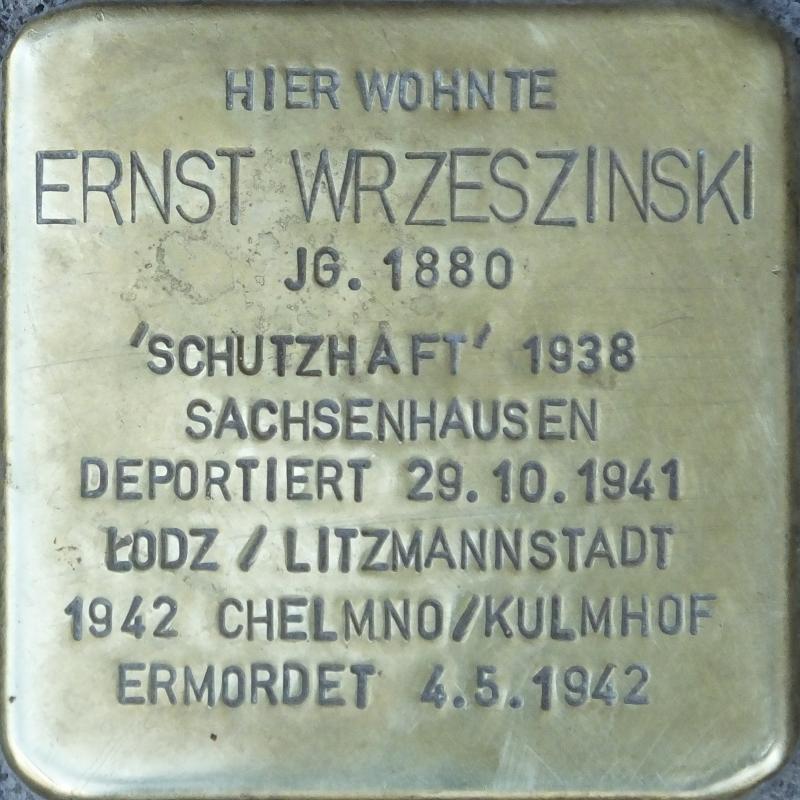 HIER WOHNTE
ERNST WRZESZINSKI
JG. 1880
'SCHUTZHAFT' 1938
SACHSENHAUSEN
DEPORTIERT 29.10.1941
ŁODZ / LITZMANNSTADT
1942 CHELMNO/KULMHOF
ERMORDET 4.5.1942